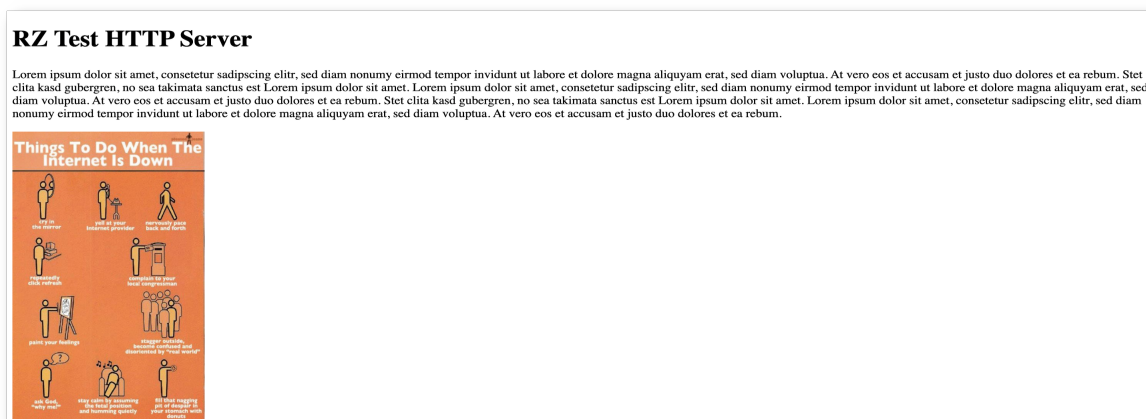 RZ Test HTTP Server
Lorem ipsum dolor sit amet, consetetur sadipscing elitr, sed diam nonumy eirmod tempor invidunt ut labore et dolore magna aliquyam erat, sed diam voluptua. At vero eos et accusam et justo duo dolores et ea rebum. Stet
clita kasd gubergren, no sea takimata sanctus est Lorem ipsum dolor sit amet. Lorem ipsum dolor sit amet, consetetur sadipscing elitr, sed diam nonumy eirmod tempor invidunt ut labore et dolore magna aliquyam erat, sed
diam voluptua. At vero eos et accusam et justo duo dolores et ea rebum. Stet clita kasd gubergren, no sea takimata sanctus est Lorem ipsum dolor sit amet. Lorem ipsum dolor sit amet, consetetur sadipscing elitr, sed diam
nonumy eirmod tempor invidunt ut labore et dolore magna aliquyam erat, sed diam voluptua. At vero eos et accusam et justo duo dolores et ea rebum.
Things To Do When The
Internet Is Down
cry in
the mirror
yell at your
Internet provider
nervously pace
back and forth
repeatedly
click refresh
complain to your
local congressman
paint your feelings
stagger outside,
become confused and
disoriented by "real world"
?
ask God,
"why me?"
stay calm by assuming
the fetal position
and humming quietly
fill that nagging
pit of despair in
your stomach with
donuts